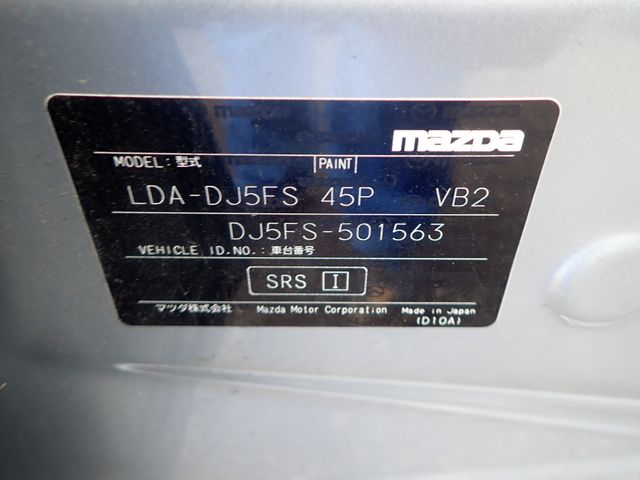 mazda
MODEL: 型式 PAINT
LDA-DJ5FS 45P VB2
DJ5FS-501563
VEHICLE ID.NO.: 車台番号
SRS I
マツダ株式会社 Mazda Motor Corporation Made in Japan
(D10A)